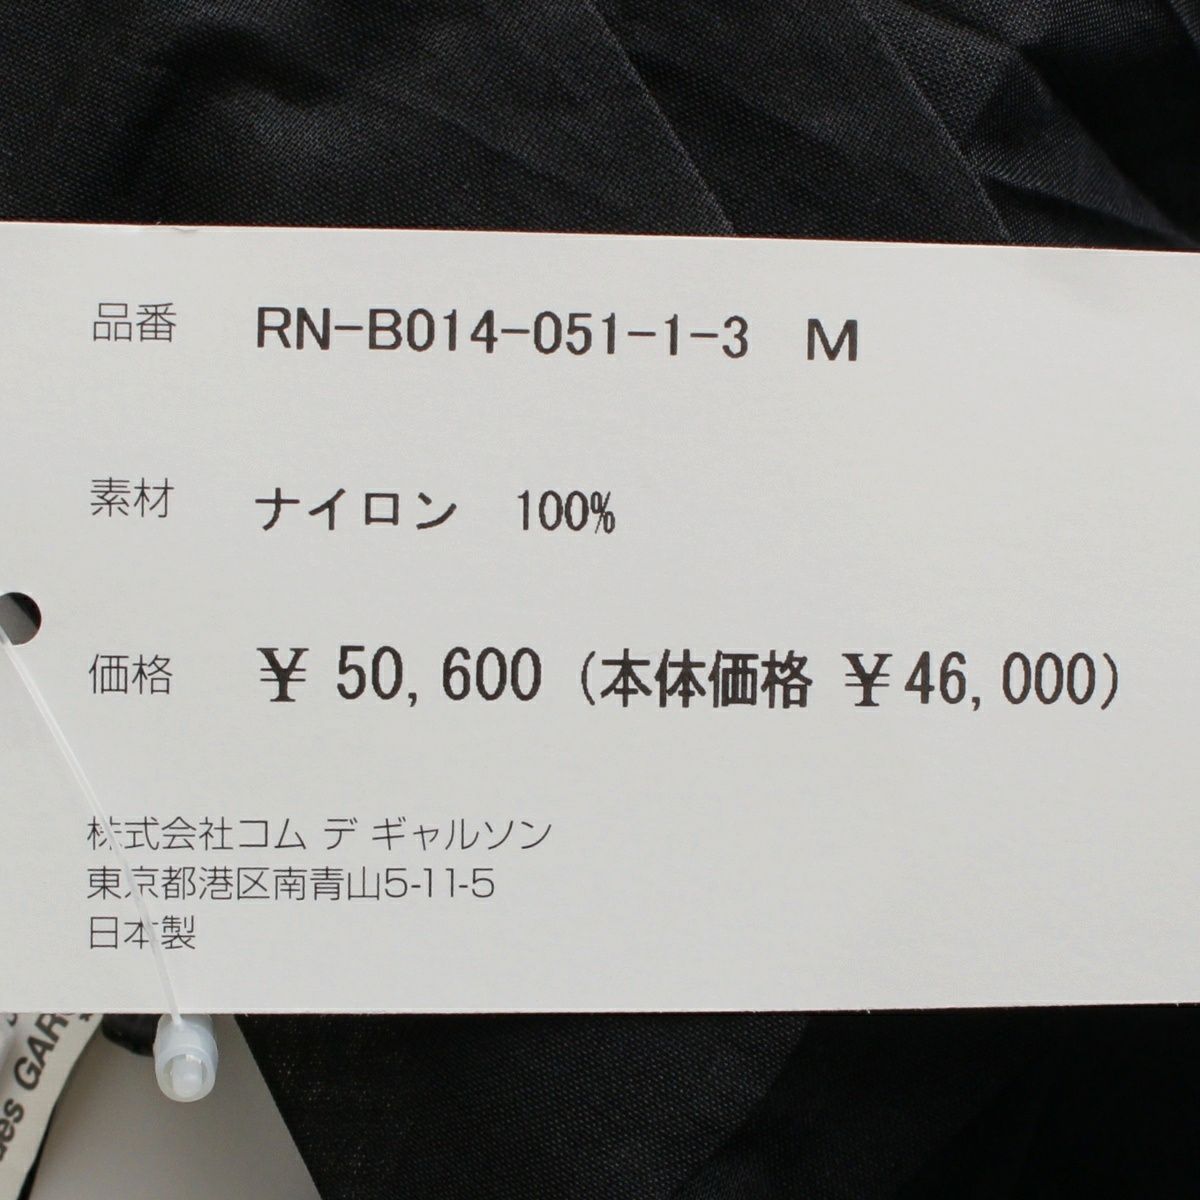 品番 RN-B014-051-1-3 M
素材 ナイロン 100%
価格 ¥ 50,600 (本体価格 ¥46,000)
株式会社コム デ ギャルソン
東京都港区南青山5-11-5
日本製
des GAR